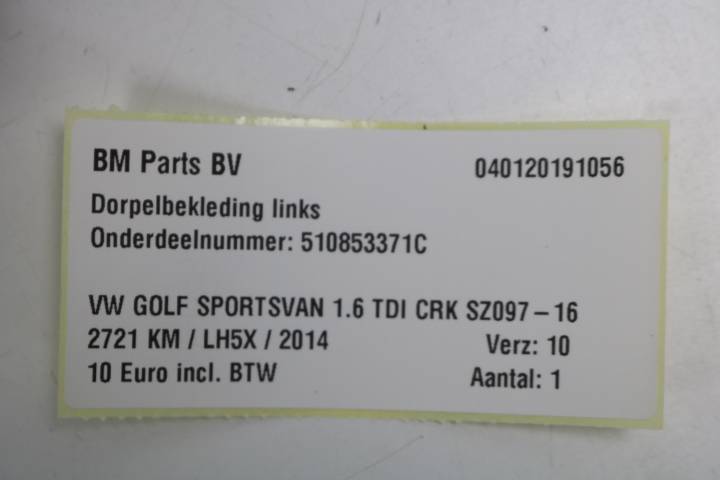 BM Parts BV 040120191056
Dorpelbekleding links
Onderdeelnummer: 510853371C
VW GOLF SPORTSVAN 1.6 TDI CRK SZ097-16
2721 KM / LH5X / 2014 Verz: 10
10 Euro incl. BTW Aantal: 1